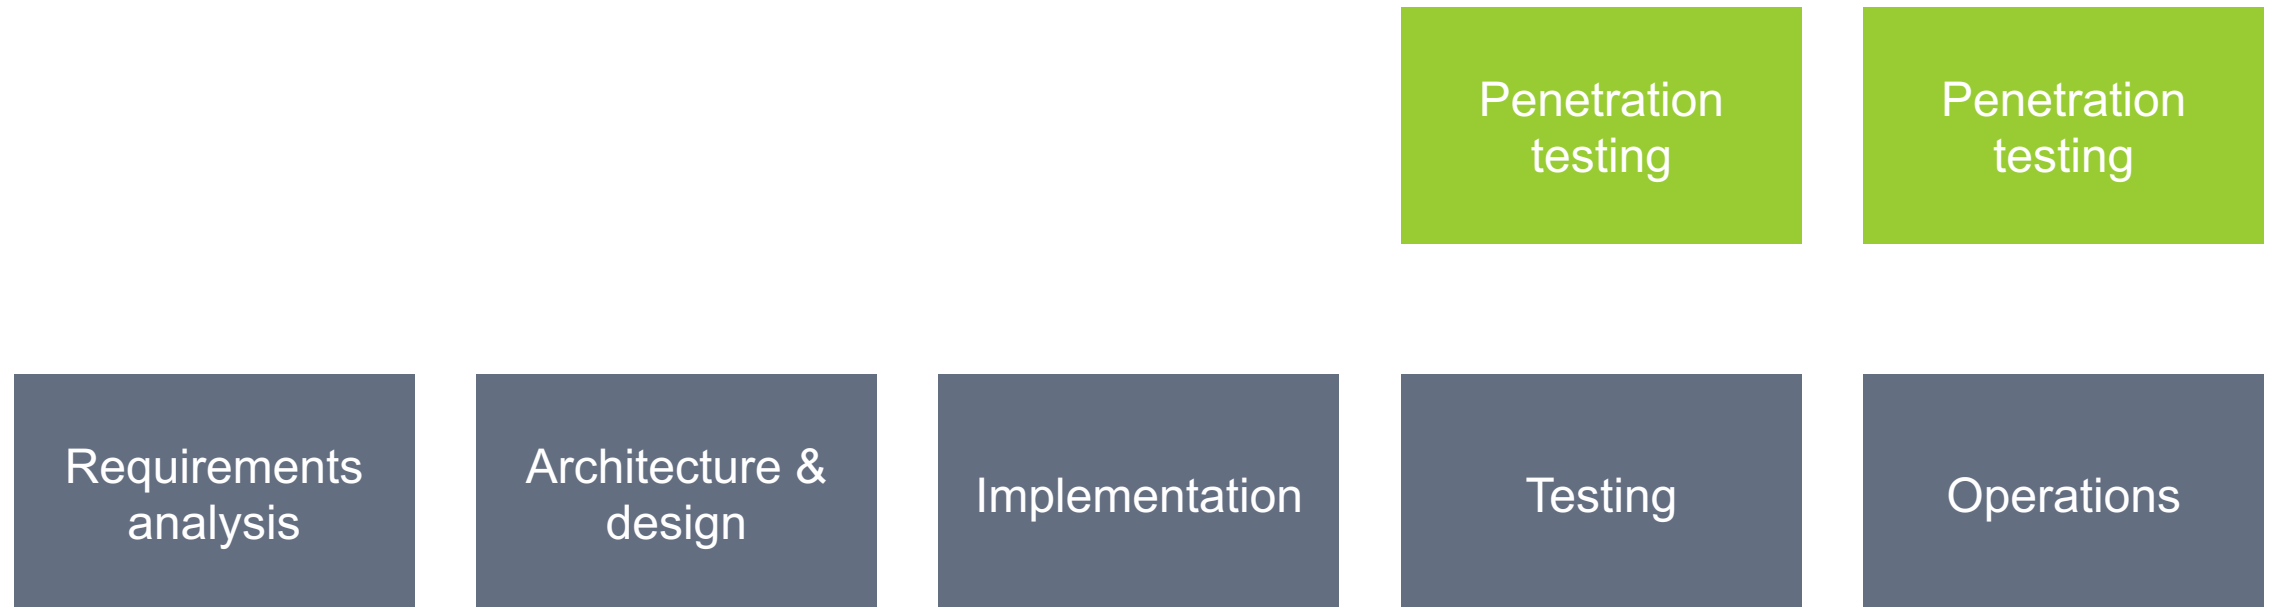 Penetration
testing
Penetration
testing
Requirements
analysis
Architecture &
design
Implementation
Testing
Operations